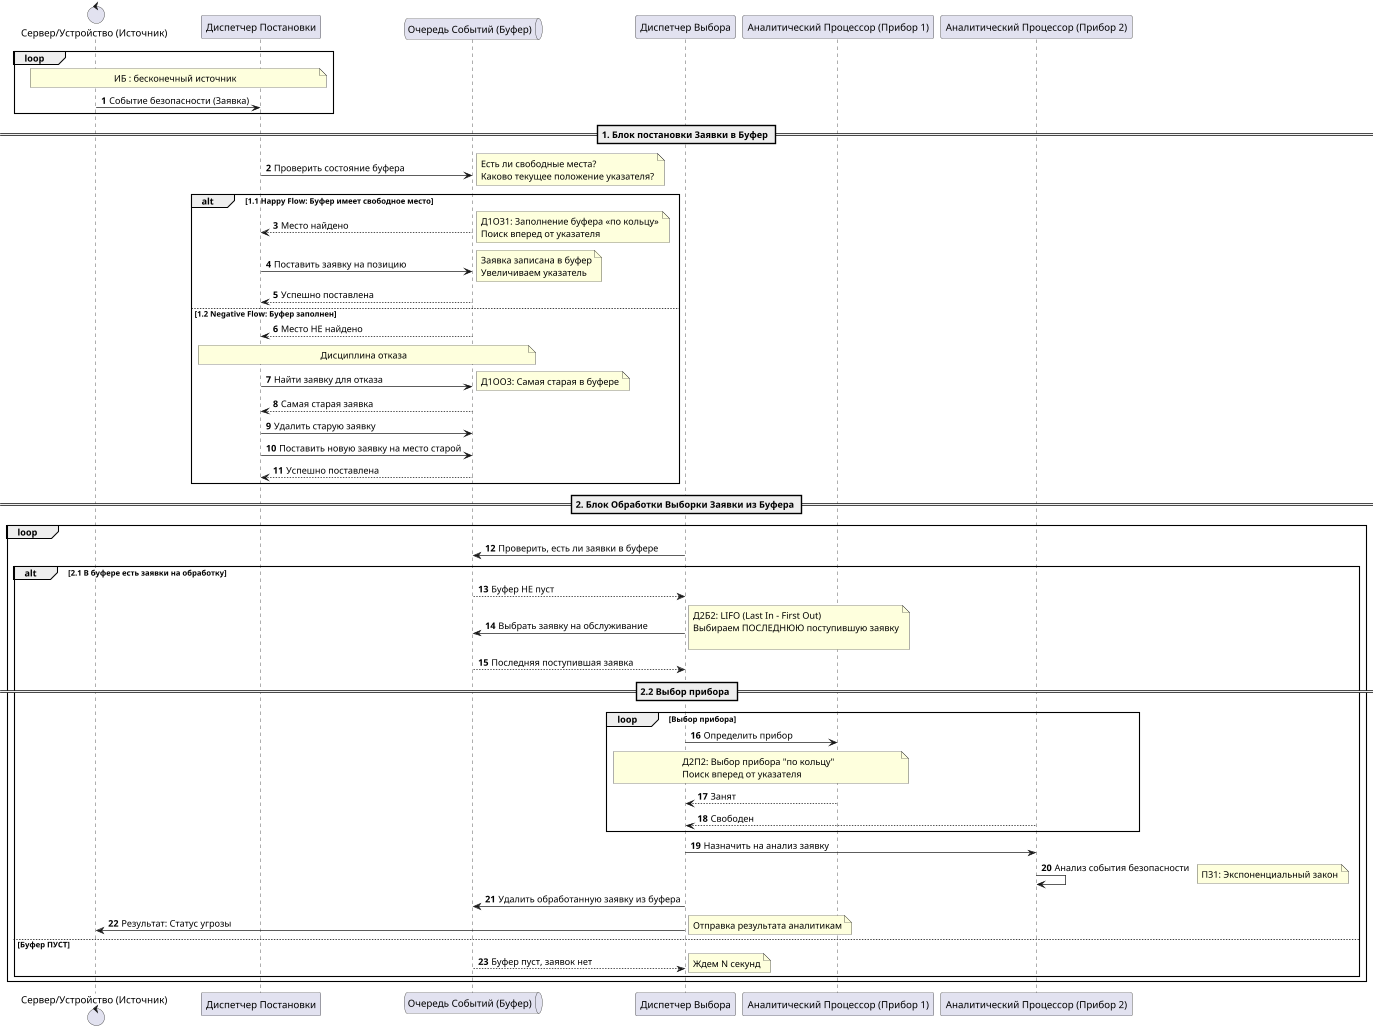 Сервер/Устройство (Источник)
Диспетчер Постановки
Очередь Событий (Буфер)
Диспетчер Выбора
Аналитический Процессор (Прибор 1)
Аналитический Процессор (Прибор 2)
loop
ИБ : бесконечный источник
1 Событие безопасности (Заявка)
1. Блок постановки Заявки в Буфер
2 Проверить состояние буфера
Есть ли свободные места?
Каково текущее положение указателя?
alt [1.1 Happy Flow: Буфер имеет свободное место]
3 Место найдено
Д1ОЗ1: Заполнение буфера «по кольцу»
Поиск вперед от указателя
4 Поставить заявку на позицию
Заявка записана в буфер
Увеличиваем указатель
5 Успешно поставлена
[1.2 Negative Flow: Буфер заполнен]
6 Место НЕ найдено
Дисциплина отказа
7 Найти заявку для отказа
Д1ОО3: Самая старая в буфере
8 Самая старая заявка
9 Удалить старую заявку
10 Поставить новую заявку на место старой
11 Успешно поставлена
2. Блок Обработки Выборки Заявки из Буфера
loop
12 Проверить, есть ли заявки в буфере
alt [2.1 В буфере есть заявки на обработку]
13 Буфер НЕ пуст
14 Выбрать заявку на обслуживание
Д2Б2: LIFO (Last In - First Out)
Выбираем ПОСЛЕДНЮЮ поступившую заявку
15 Последняя поступившая заявка
2.2 Выбор прибора
loop [Выбор прибора]
16 Определить прибор
Д2П2: Выбор прибора "по кольцу"
Поиск вперед от указателя
17 Занят
18 Свободен
19 Назначить на анализ заявку
20 Анализ события безопасности
ПЗ1: Экспоненциальный закон
21 Удалить обработанную заявку из буфера
22 Результат: Статус угрозы
Отправка результата аналитикам
[Буфер ПУСТ]
23 Буфер пуст, заявок нет
Ждем N секунд
Сервер/Устройство (Источник)
Диспетчер Постановки
Очередь Событий (Буфер)
Диспетчер Выбора
Аналитический Процессор (Прибор 1)
Аналитический Процессор (Прибор 2)